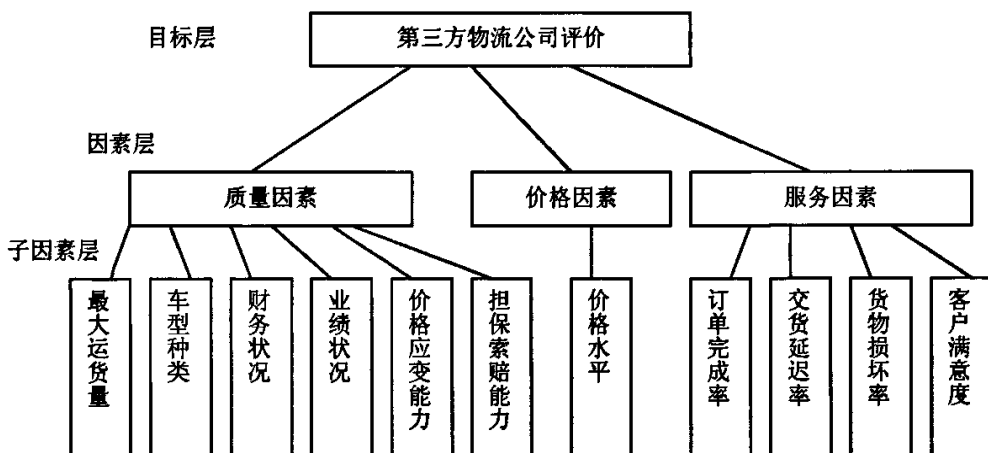 目标层
第三方物流公司评价
因素层
质量因素
价格因素
服务因素
子因素层
最大运货量
车型种类
财务状况
业绩状况
价格应变能力
担保索赔能力
价格水平
订单完成率
交货延迟率
货物损坏率
客户满意度